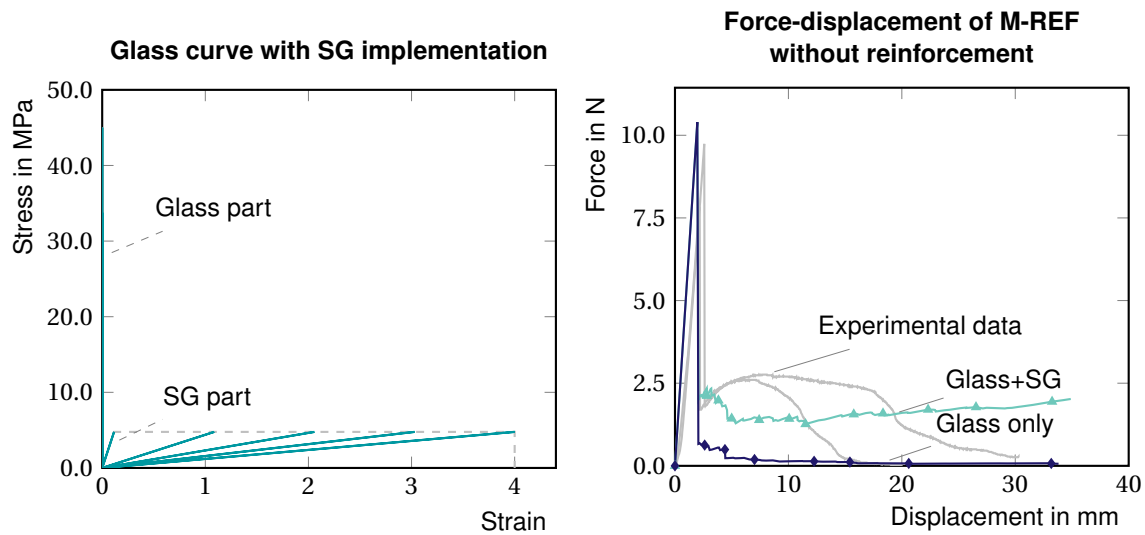 Glass curve with SG implementation
Stress in MPa
50.0
40.0
30.0
20.0
10.0
0.0
Glass part
SG part
0
1
2
3
4
Strain
Force-displacement of M-REF
without reinforcement
Force in N
10.0
7.5
5.0
2.5
0.0
Experimental data
Glass+SG
Glass only
0
10
20
30
40
Displacement in mm